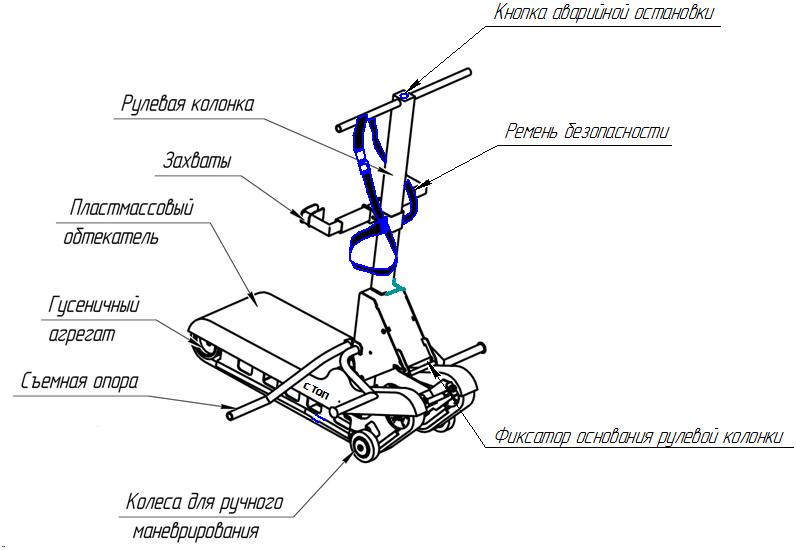 Кнопка аварийной остановки
Рулевая колонка
Ремень безопасности
Захваты
Пластмассовый
обтекатель
Гусеничный
агрегат
Съемная опора
с топ
Фиксатор основания рулевой колонки
Колеса для ручного
маневрирования